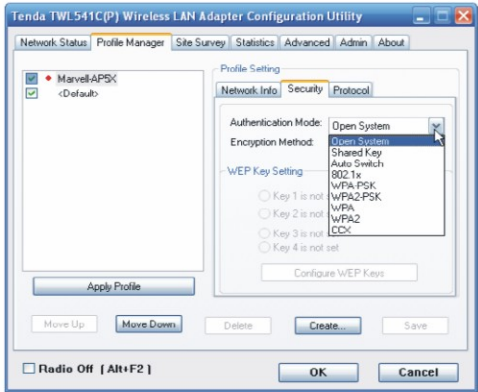 Tenda TWL541C(P) Wireless LAN Adapter Configuration Utility
Network Status Profile Manager Site Survey Statistics Advanced Admin About
Marvell-AP5X
<Default>
Apply Profile
Profile Setting
Network Info Security Protocol
Authentication Mode: Open System
Encryption Method:
Open System
Shared Key
Auto Switch
802.1x
WPA-PSK
WPA2-PSK
WPA
WPA2
CCX
WEP Key Setting
Key 1 is not
Key 2 is not
Key 3 is not
Key 4 is not set
Configure WEP Keys
Move Up Move Down Delete Create... Save
Radio Off [ Alt+F2 ] OK Cancel